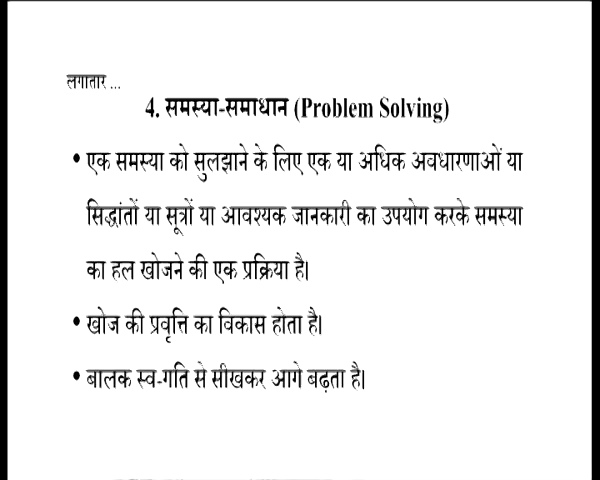 लगातार ...
4. समस्या-समाधान (Problem Solving)
• एक समस्या को सुलझाने के लिए एक या अधिक अवधारणाओं या
सिद्धांतों या सूत्रों या आवश्यक जानकारी का उपयोग करके समस्या
का हल खोजने की एक प्रक्रिया है।
• खोज की प्रवृत्ति का विकास होता है।
• बालक स्व-गति से सीखकर आगे बढ़ता है।